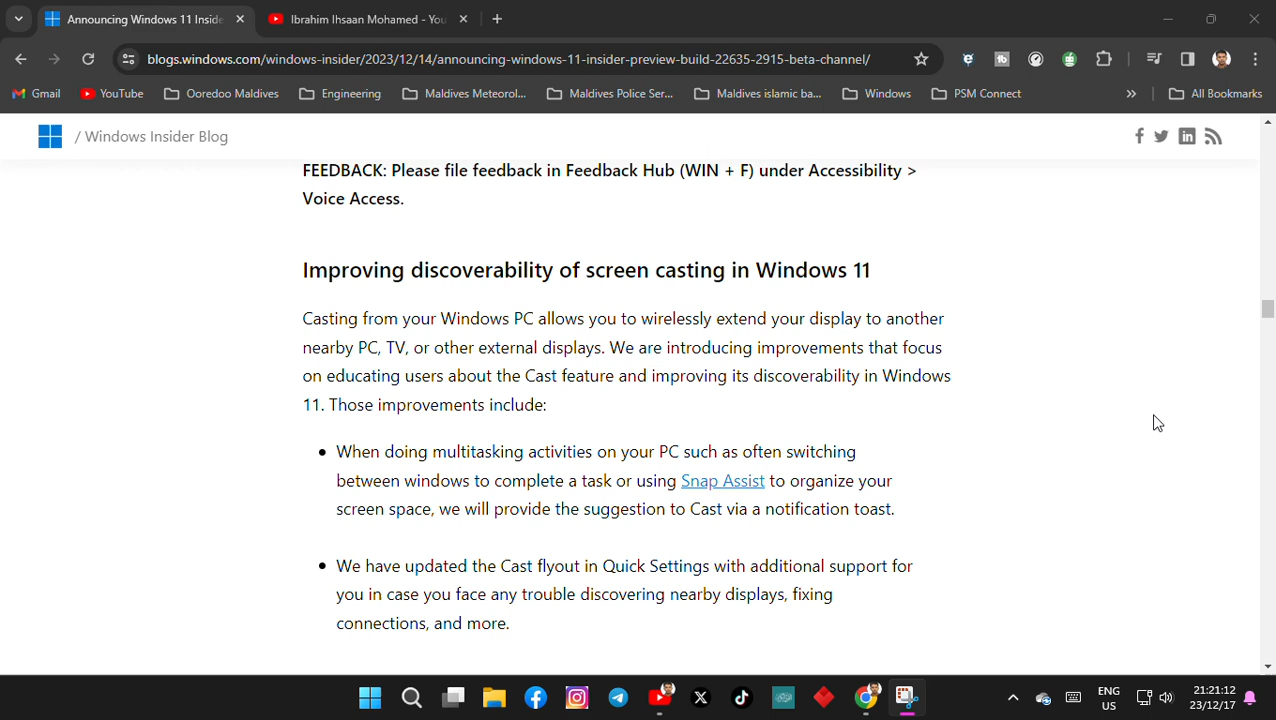 Announcing Windows 11 Inside
Ibrahim Ihsaan Mohamed - You
blogs.windows.com/windows-insider/2023/12/14/announcing-windows-11-insider-preview-build-22635-2915-beta-channel/
Gmail
YouTube
Ooredoo Maldives
Engineering
Maldives Meteorol...
Maldives Police Ser...
Maldives islamic ba...
Windows
PSM Connect
»
All Bookmarks
/ Windows Insider Blog
FEEDBACK: Please file feedback in Feedback Hub (WIN + F) under Accessibility >
Voice Access.
Improving discoverability of screen casting in Windows 11
Casting from your Windows PC allows you to wirelessly extend your display to another
nearby PC, TV, or other external displays. We are introducing improvements that focus
on educating users about the Cast feature and improving its discoverability in Windows
11. Those improvements include:
• When doing multitasking activities on your PC such as often switching
between windows to complete a task or using Snap Assist to organize your
screen space, we will provide the suggestion to Cast via a notification toast.
• We have updated the Cast flyout in Quick Settings with additional support for
you in case you face any trouble discovering nearby displays, fixing
connections, and more.
ENG
US
21:21:12
23/12/17